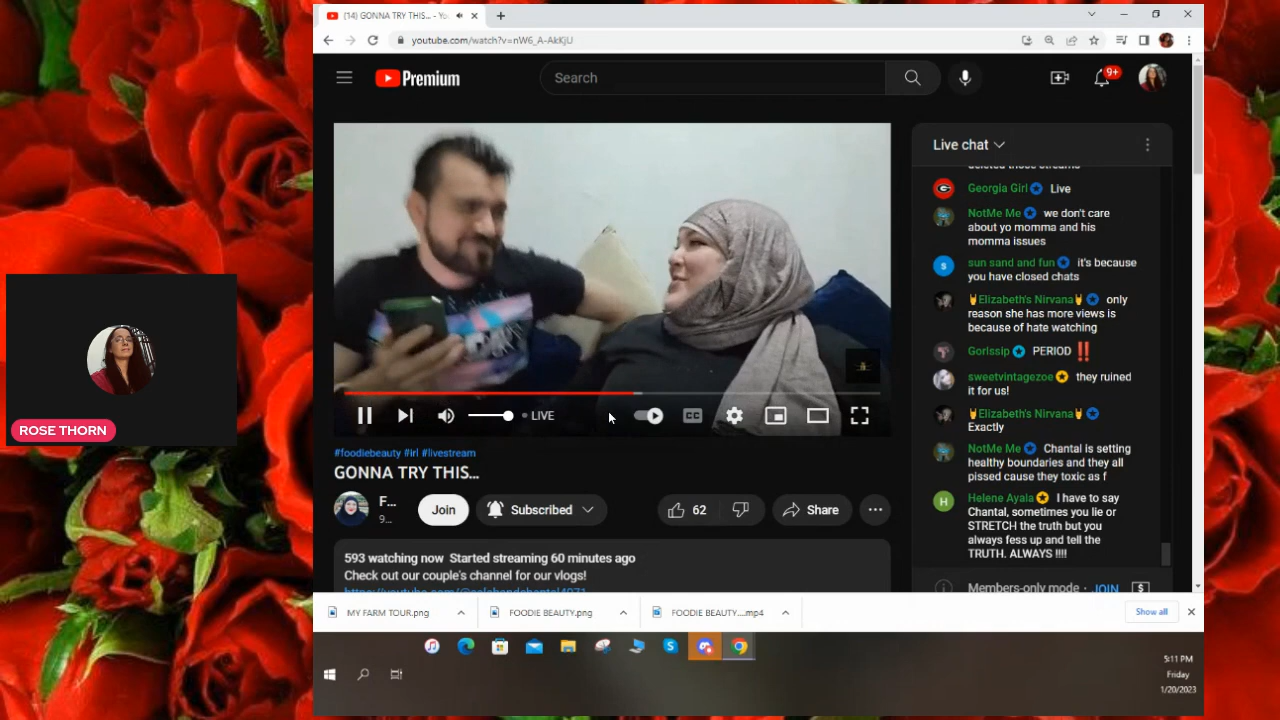 (14) GONNA TRY THIS... - Yo
youtube.com/watch?v=nW6_A-AkKjU
Premium
Search
9+
Live chat
deleted those streams
Georgia Girl Live
NotMe Me we don't care
about yo momma and his
momma issues
sun sand and fun it's because
you have closed chats
Elizabeth's Nirvana only
reason she has more views is
because of hate watching
GorIssip PERIOD ‼️
sweetvintagezoe they ruined
it for us!
Elizabeth's Nirvana
Exactly
NotMe Me Chantal is setting
healthy boundaries and they all
pissed cause they toxic as f
Helene Ayala I have to say
Chantal, sometimes you lie or
STRETCH the truth but you
always fess up and tell the
TRUTH. ALWAYS !!!!
Members-only mode · JOIN
LIVE
CC
#foodiebeauty #irl #livestream
GONNA TRY THIS...
F...
9...
Join
Subscribed
62
Share
593 watching now Started streaming 60 minutes ago
Check out our couple's channel for our vlogs!
ROSE THORN
MY FARM TOUR.png
FOODIE BEAUTY.png
FOODIE BEAUTY....mp4
Show all
5:11 PM
Friday
1/20/2023